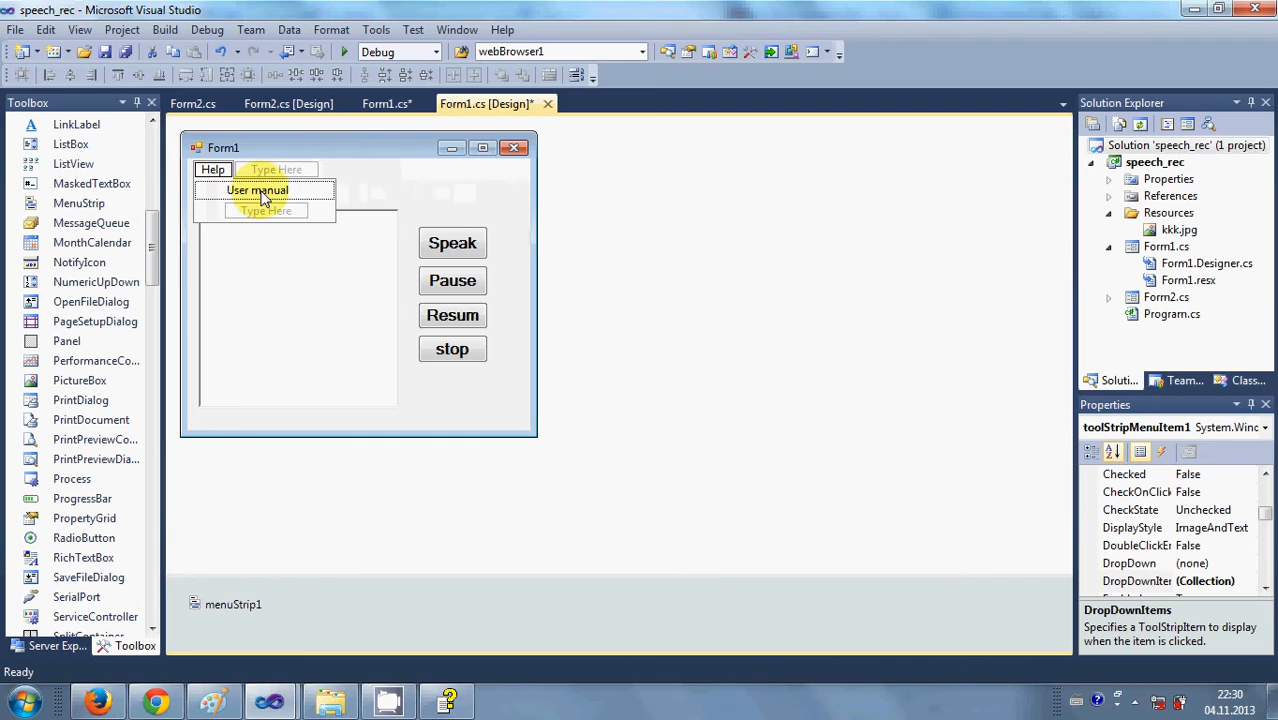 speech_rec - Microsoft Visual Studio
File Edit View Project Build Debug Team Data Format Tools Test Window Help
Debug webBrowser1
Toolbox
Form2.cs Form2.cs [Design] Form1.cs* Form1.cs [Design]*
Solution Explorer
LinkLabel
ListBox
ListView
MaskedTextBox
MenuStrip
MessageQueue
MonthCalendar
NotifyIcon
NumericUpDown
OpenFileDialog
PageSetupDialog
Panel
PerformanceCo...
PictureBox
PrintDialog
PrintDocument
PrintPreviewCo...
PrintPreviewDia...
Process
ProgressBar
PropertyGrid
RadioButton
RichTextBox
SaveFileDialog
SerialPort
ServiceController
SplitContainer
Server Exp... Toolbox
Form1
Help Type Here
User manual
Type Here
Speak
Pause
Resum
stop
menuStrip1
Solution 'speech_rec' (1 project)
speech_rec
Properties
References
Resources
kkk.jpg
Form1.cs
Form1.Designer.cs
Form1.resx
Form2.cs
Program.cs
Soluti... Team... Class...
Properties
toolStripMenuItem1 System.Winc
Checked False
CheckOnClick False
CheckState Unchecked
DisplayStyle ImageAndText
DoubleClickEr False
DropDown (none)
DropDownIter (Collection)
DropDownItems
Specifies a ToolStripItem to display
when the item is clicked.
Ready
22:30
04.11.2013